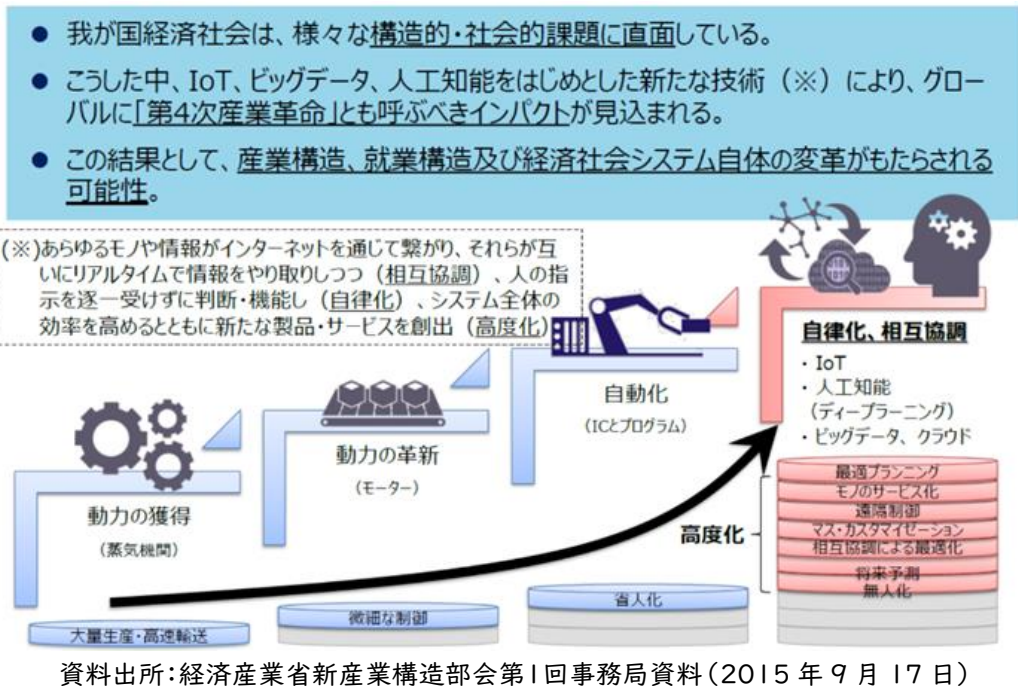 ● 我が国経済社会は、様々な構造的・社会的課題に直面している。
● こうした中、IoT、ビッグデータ、人工知能をはじめとした新たな技術（※）により、グロー
バルに「第4次産業革命」とも呼ぶべきインパクトが見込まれる。
● この結果として、産業構造、就業構造及び経済社会システム自体の変革がもたらされる
可能性。
(※)あらゆるモノや情報がインターネットを通じて繋がり、それらが互
いにリアルタイムで情報をやり取りしつつ（相互協調）、人の指
示を逐一受けずに判断・機能し（自律化）、システム全体の
効率を高めるとともに新たな製品・サービスを創出（高度化）
動力の獲得
(蒸気機関)
動力の革新
(モーター)
自動化
(ICとプログラム)
自律化、相互協調
・IoT
・人工知能
（ディープラーニング）
・ビッグデータ、クラウド
大量生産・高速輸送
微細な制御
省人化
高度化
最適プランニング
モノのサービス化
遠隔制御
マス・カスタマイゼーション
相互協調による最適化
将来予測
無人化
資料出所：経済産業省新産業構造部会第1回事務局資料（2015年9月17日）